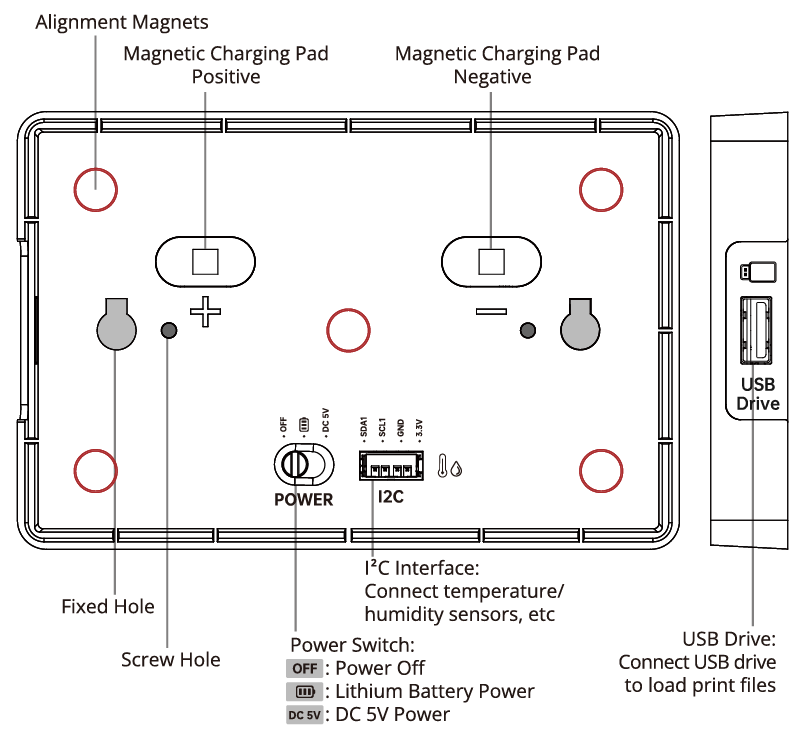 Alignment Magnets
Magnetic Charging Pad
Positive
Magnetic Charging Pad
Negative
+
−
USB
Drive
OFF
DC 5V
SDA1
SCL1
GND
3.3V
POWER
I2C
I²C Interface:
Connect temperature/
humidity sensors, etc
Fixed Hole
Screw Hole
Power Switch:
OFF : Power Off
: Lithium Battery Power
DC 5V : DC 5V Power
USB Drive:
Connect USB drive
to load print files